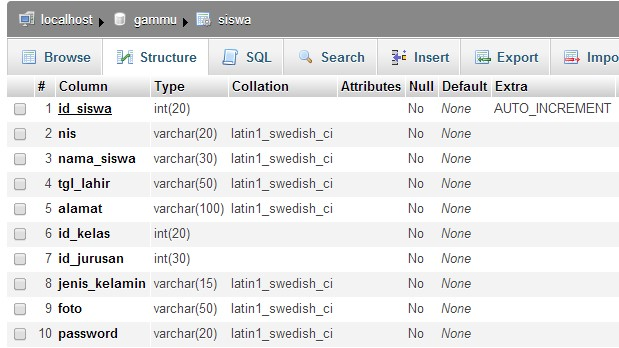 localhost gammu siswa
Browse Structure SQL Search Insert Export Impo
# Column Type Collation Attributes Null Default Extra
1 id_siswa int(20) No None AUTO_INCREMENT
2 nis varchar(20) latin1_swedish_ci No None
3 nama_siswa varchar(30) latin1_swedish_ci No None
4 tgl_lahir varchar(50) latin1_swedish_ci No None
5 alamat varchar(100) latin1_swedish_ci No None
6 id_kelas int(20) No None
7 id_jurusan int(30) No None
8 jenis_kelamin varchar(15) latin1_swedish_ci No None
9 foto varchar(50) latin1_swedish_ci No None
10 password varchar(20) latin1_swedish_ci No None